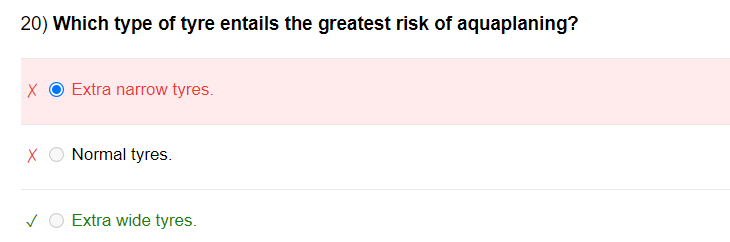 20) Which type of tyre entails the greatest risk of aquaplaning?
Extra narrow tyres.
Normal tyres.
Extra wide tyres.